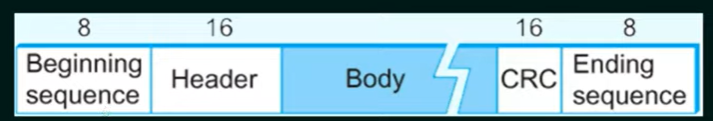 8 16 16 8
Beginning sequence Header Body CRC Ending sequence